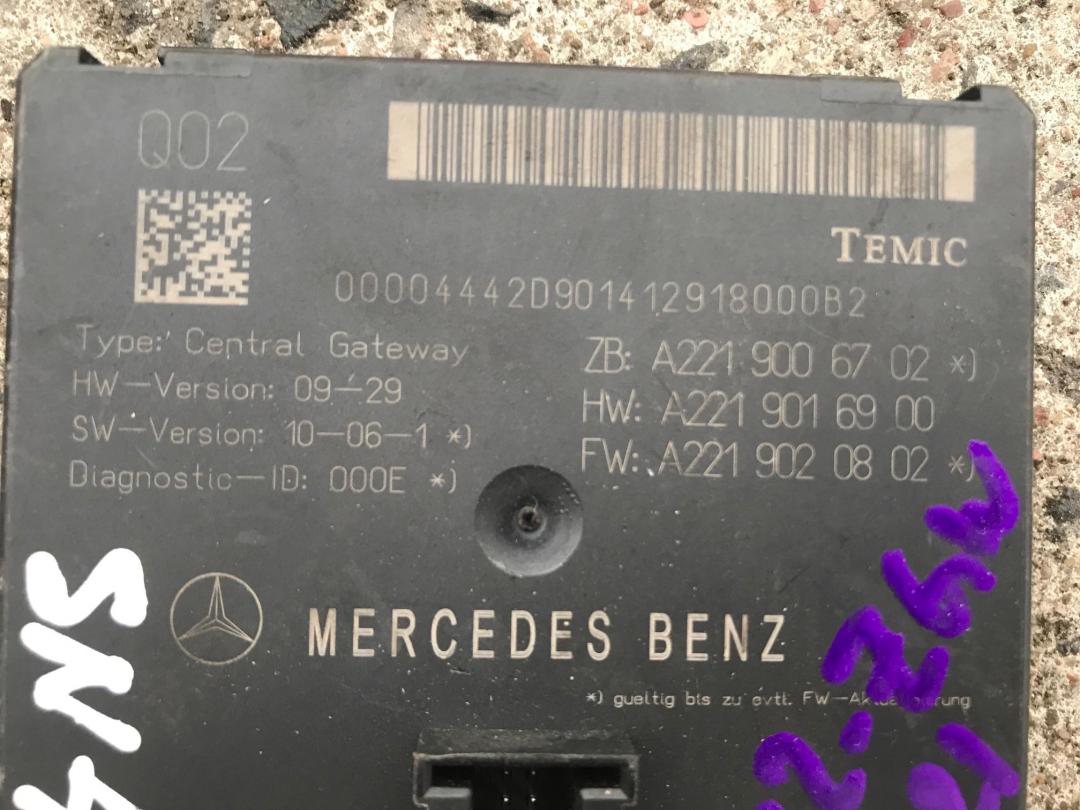 Q02
TEMIC
00004442D901412918000B2
Type: Central Gateway
HW-Version: 09-29
SW-Version: 10-06-1 *)
Diagnostic-ID: 000E *)
ZB: A221 900 67 02 *)
HW: A221 901 69 00
FW: A221 902 08 02 *)
MERCEDES BENZ
*) gueltig bis zu evtl. FW-Aktualisierung
SN